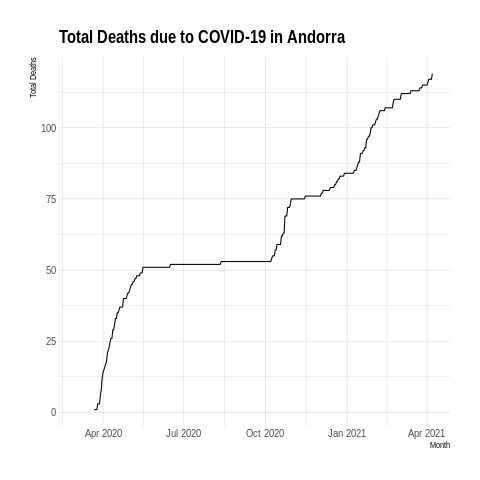 Total Deaths due to COVID-19 in Andorra
Total Deaths
100
75
50
25
0
Apr 2020 Jul 2020 Oct 2020 Jan 2021 Apr 2021
Month